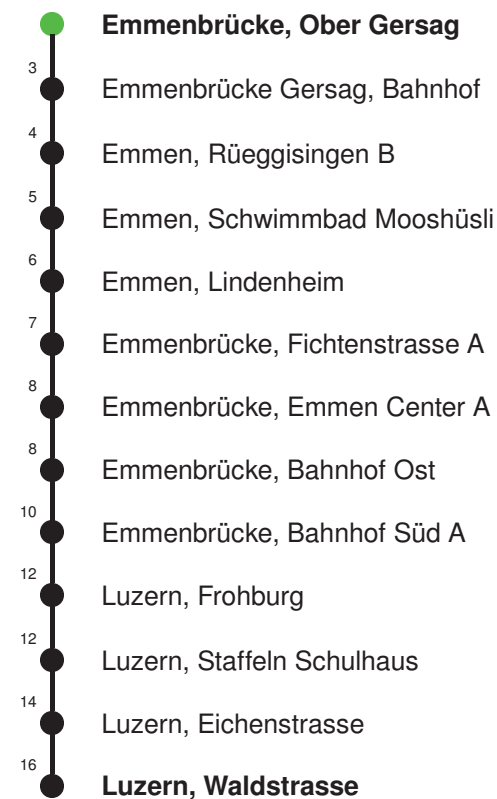 Emmenbrücke, Ober Gersag
3 Emmenbrücke Gersag, Bahnhof
4 Emmen, Rüeggisingen B
5 Emmen, Schwimmbad Mooshüsli
6 Emmen, Lindenheim
7 Emmenbrücke, Fichtenstrasse A
8 Emmenbrücke, Emmen Center A
8 Emmenbrücke, Bahnhof Ost
10 Emmenbrücke, Bahnhof Süd A
12 Luzern, Frohburg
12 Luzern, Staffeln Schulhaus
14 Luzern, Eichenstrasse
16 Luzern, Waldstrasse